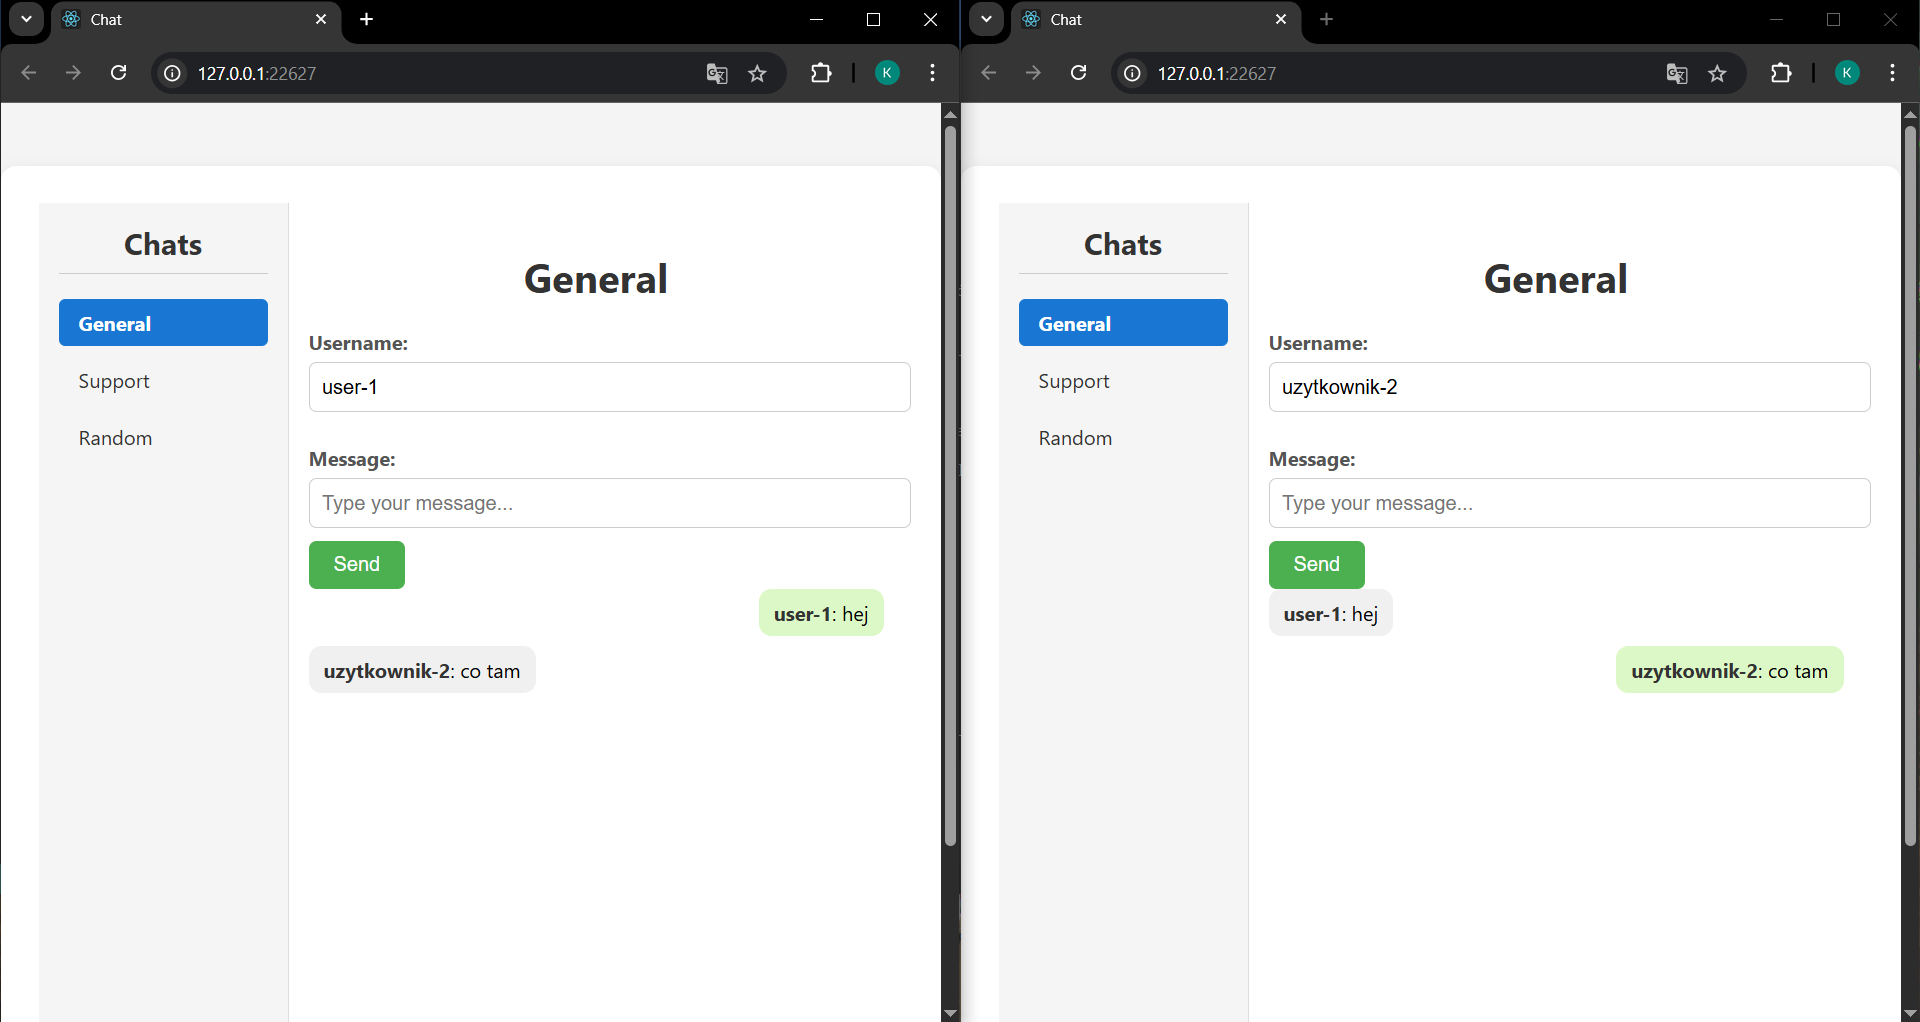 Chat
127.0.0.1:22627
K
Chats
General
Support
Random
General
Username:
user-1
Message:
Type your message...
Send
user-1: hej
uzytkownik-2: co tam
Chat
127.0.0.1:22627
K
Chats
General
Support
Random
General
Username:
uzytkownik-2
Message:
Type your message...
Send
user-1: hej
uzytkownik-2: co tam